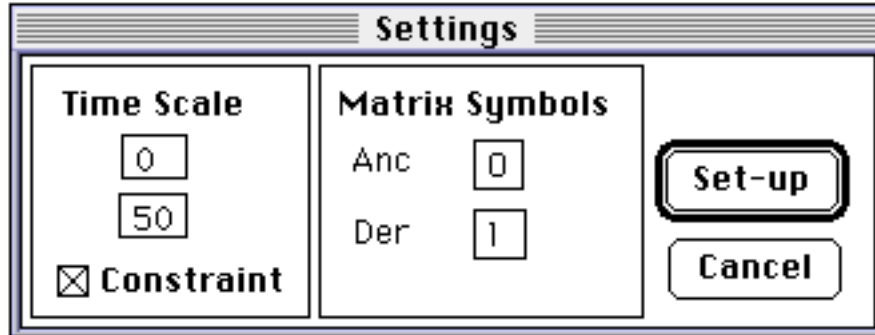 Settings
Time Scale
0
50
Constraint
Matrix Symbols
Anc 0
Der 1
Set-up
Cancel